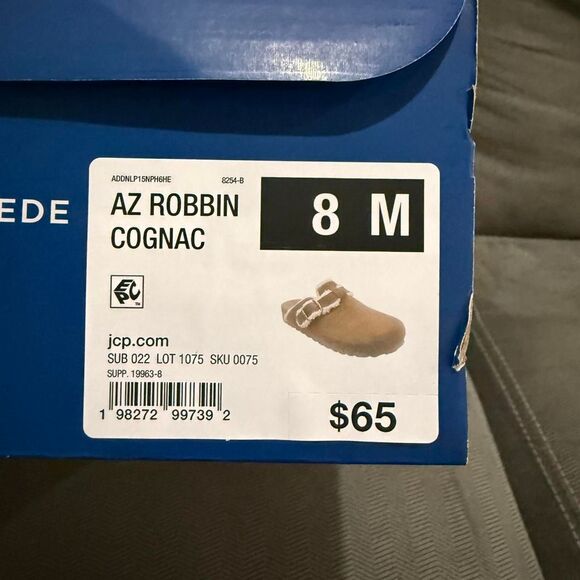 EDE
ADDNLP15NPH6HE 8254-B
AZ ROBBIN
COGNAC
8 M
EPC™
jcp.com
SUB 022 LOT 1075 SKU 0075
SUPP. 19963-8
1 98272 99739 2
$65